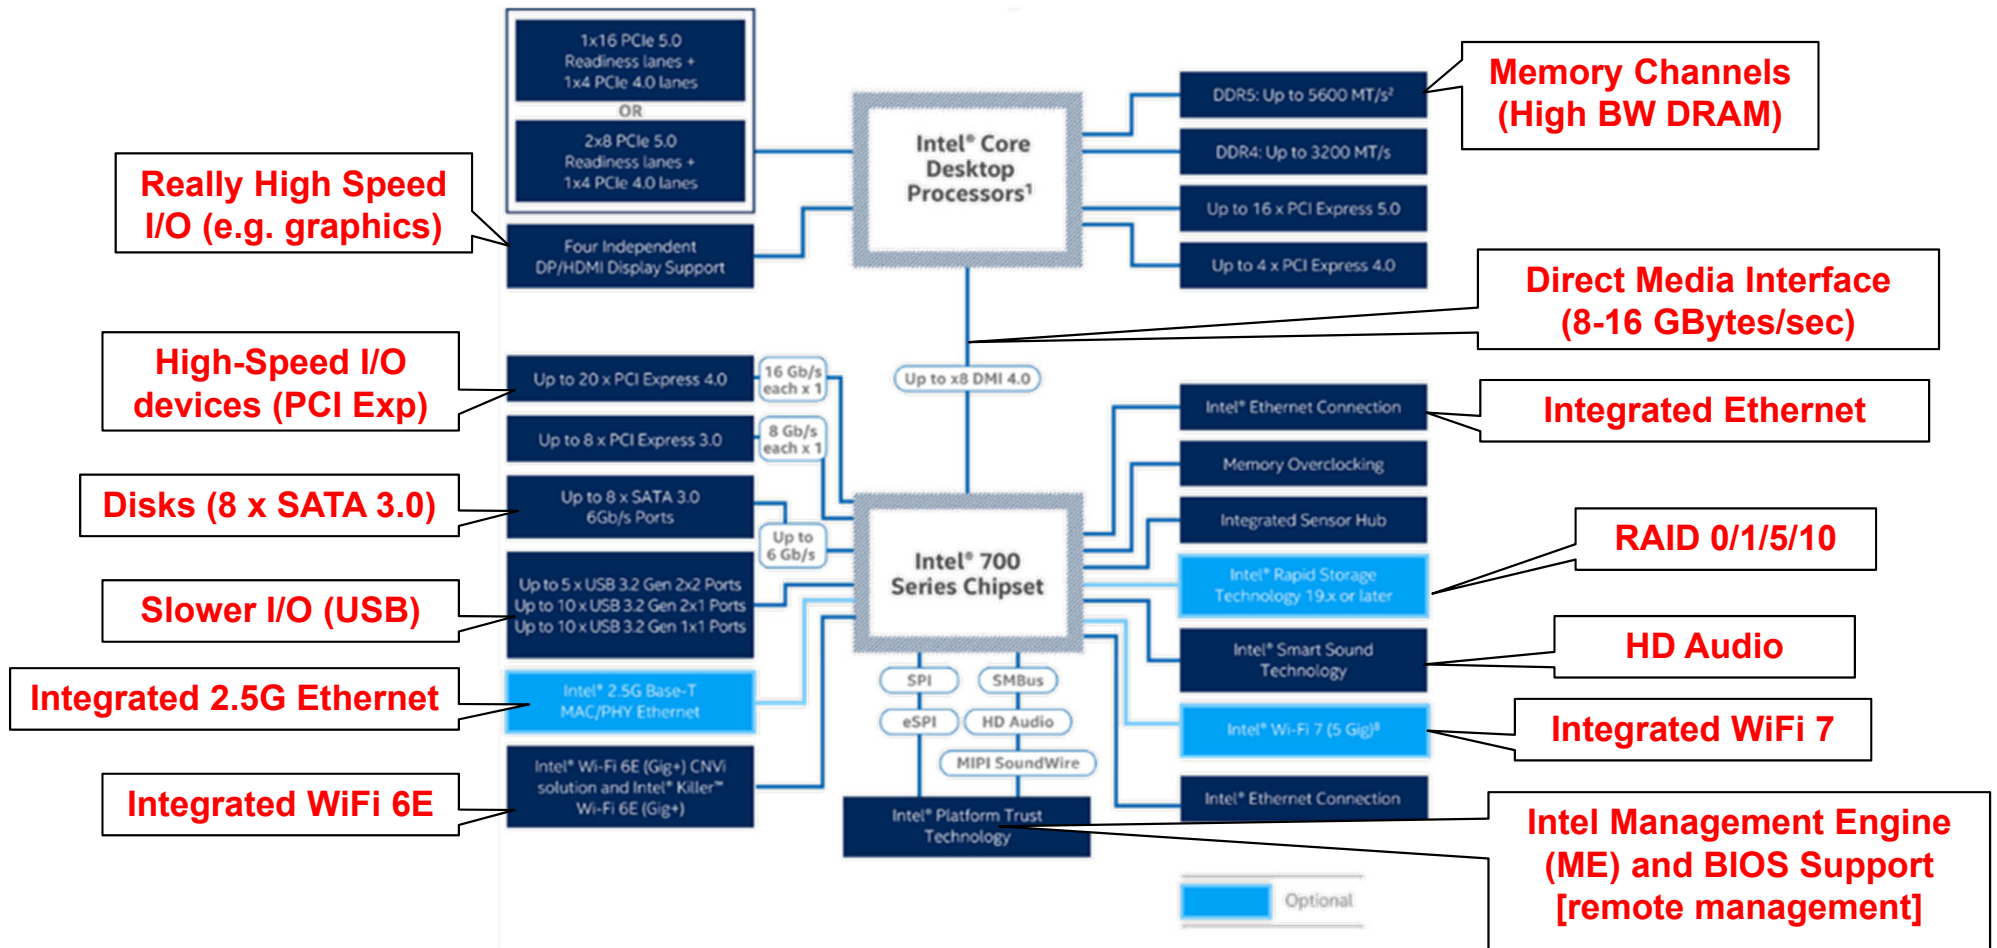 1x16 PCIe 5.0
Readiness lanes +
1x4 PCIe 4.0 lanes
OR
2x8 PCIe 5.0
Readiness lanes +
1x4 PCIe 4.0 lanes
Four Independent
DP/HDMI Display Support
Really High Speed
I/O (e.g. graphics)
Intel® Core
Desktop
Processors¹
DDR5: Up to 5600 MT/s²
DDR4: Up to 3200 MT/s
Up to 16 x PCI Express 5.0
Up to 4 x PCI Express 4.0
Memory Channels
(High BW DRAM)
Direct Media Interface
(8-16 GBytes/sec)
Up to x8 DMI 4.0
High-Speed I/O
devices (PCI Exp)
Up to 20 x PCI Express 4.0
16 Gb/s
each x 1
Up to 8 x PCI Express 3.0
8 Gb/s
each x 1
Disks (8 x SATA 3.0)
Up to 8 x SATA 3.0
6Gb/s Ports
Up to
6 Gb/s
Slower I/O (USB)
Up to 5 x USB 3.2 Gen 2x2 Ports
Up to 10 x USB 3.2 Gen 2x1 Ports
Up to 10 x USB 3.2 Gen 1x1 Ports
Integrated 2.5G Ethernet
Intel® 2.5G Base-T
MAC/PHY Ethernet
Integrated WiFi 6E
Intel® Wi-Fi 6E (Gig+) CNVi
solution and Intel® Killer™
Wi-Fi 6E (Gig+)
Intel® 700
Series Chipset
SPI
SMBus
eSPI
HD Audio
MIPI SoundWire
Intel® Platform Trust
Technology
Intel® Ethernet Connection
Integrated Ethernet
Memory Overclocking
Integrated Sensor Hub
Intel® Rapid Storage
Technology 19.x or later
RAID 0/1/5/10
Intel® Smart Sound
Technology
HD Audio
Intel® Wi-Fi 7 (5 Gig)⁸
Integrated WiFi 7
Intel® Ethernet Connection
Intel Management Engine
(ME) and BIOS Support
[remote management]
Optional